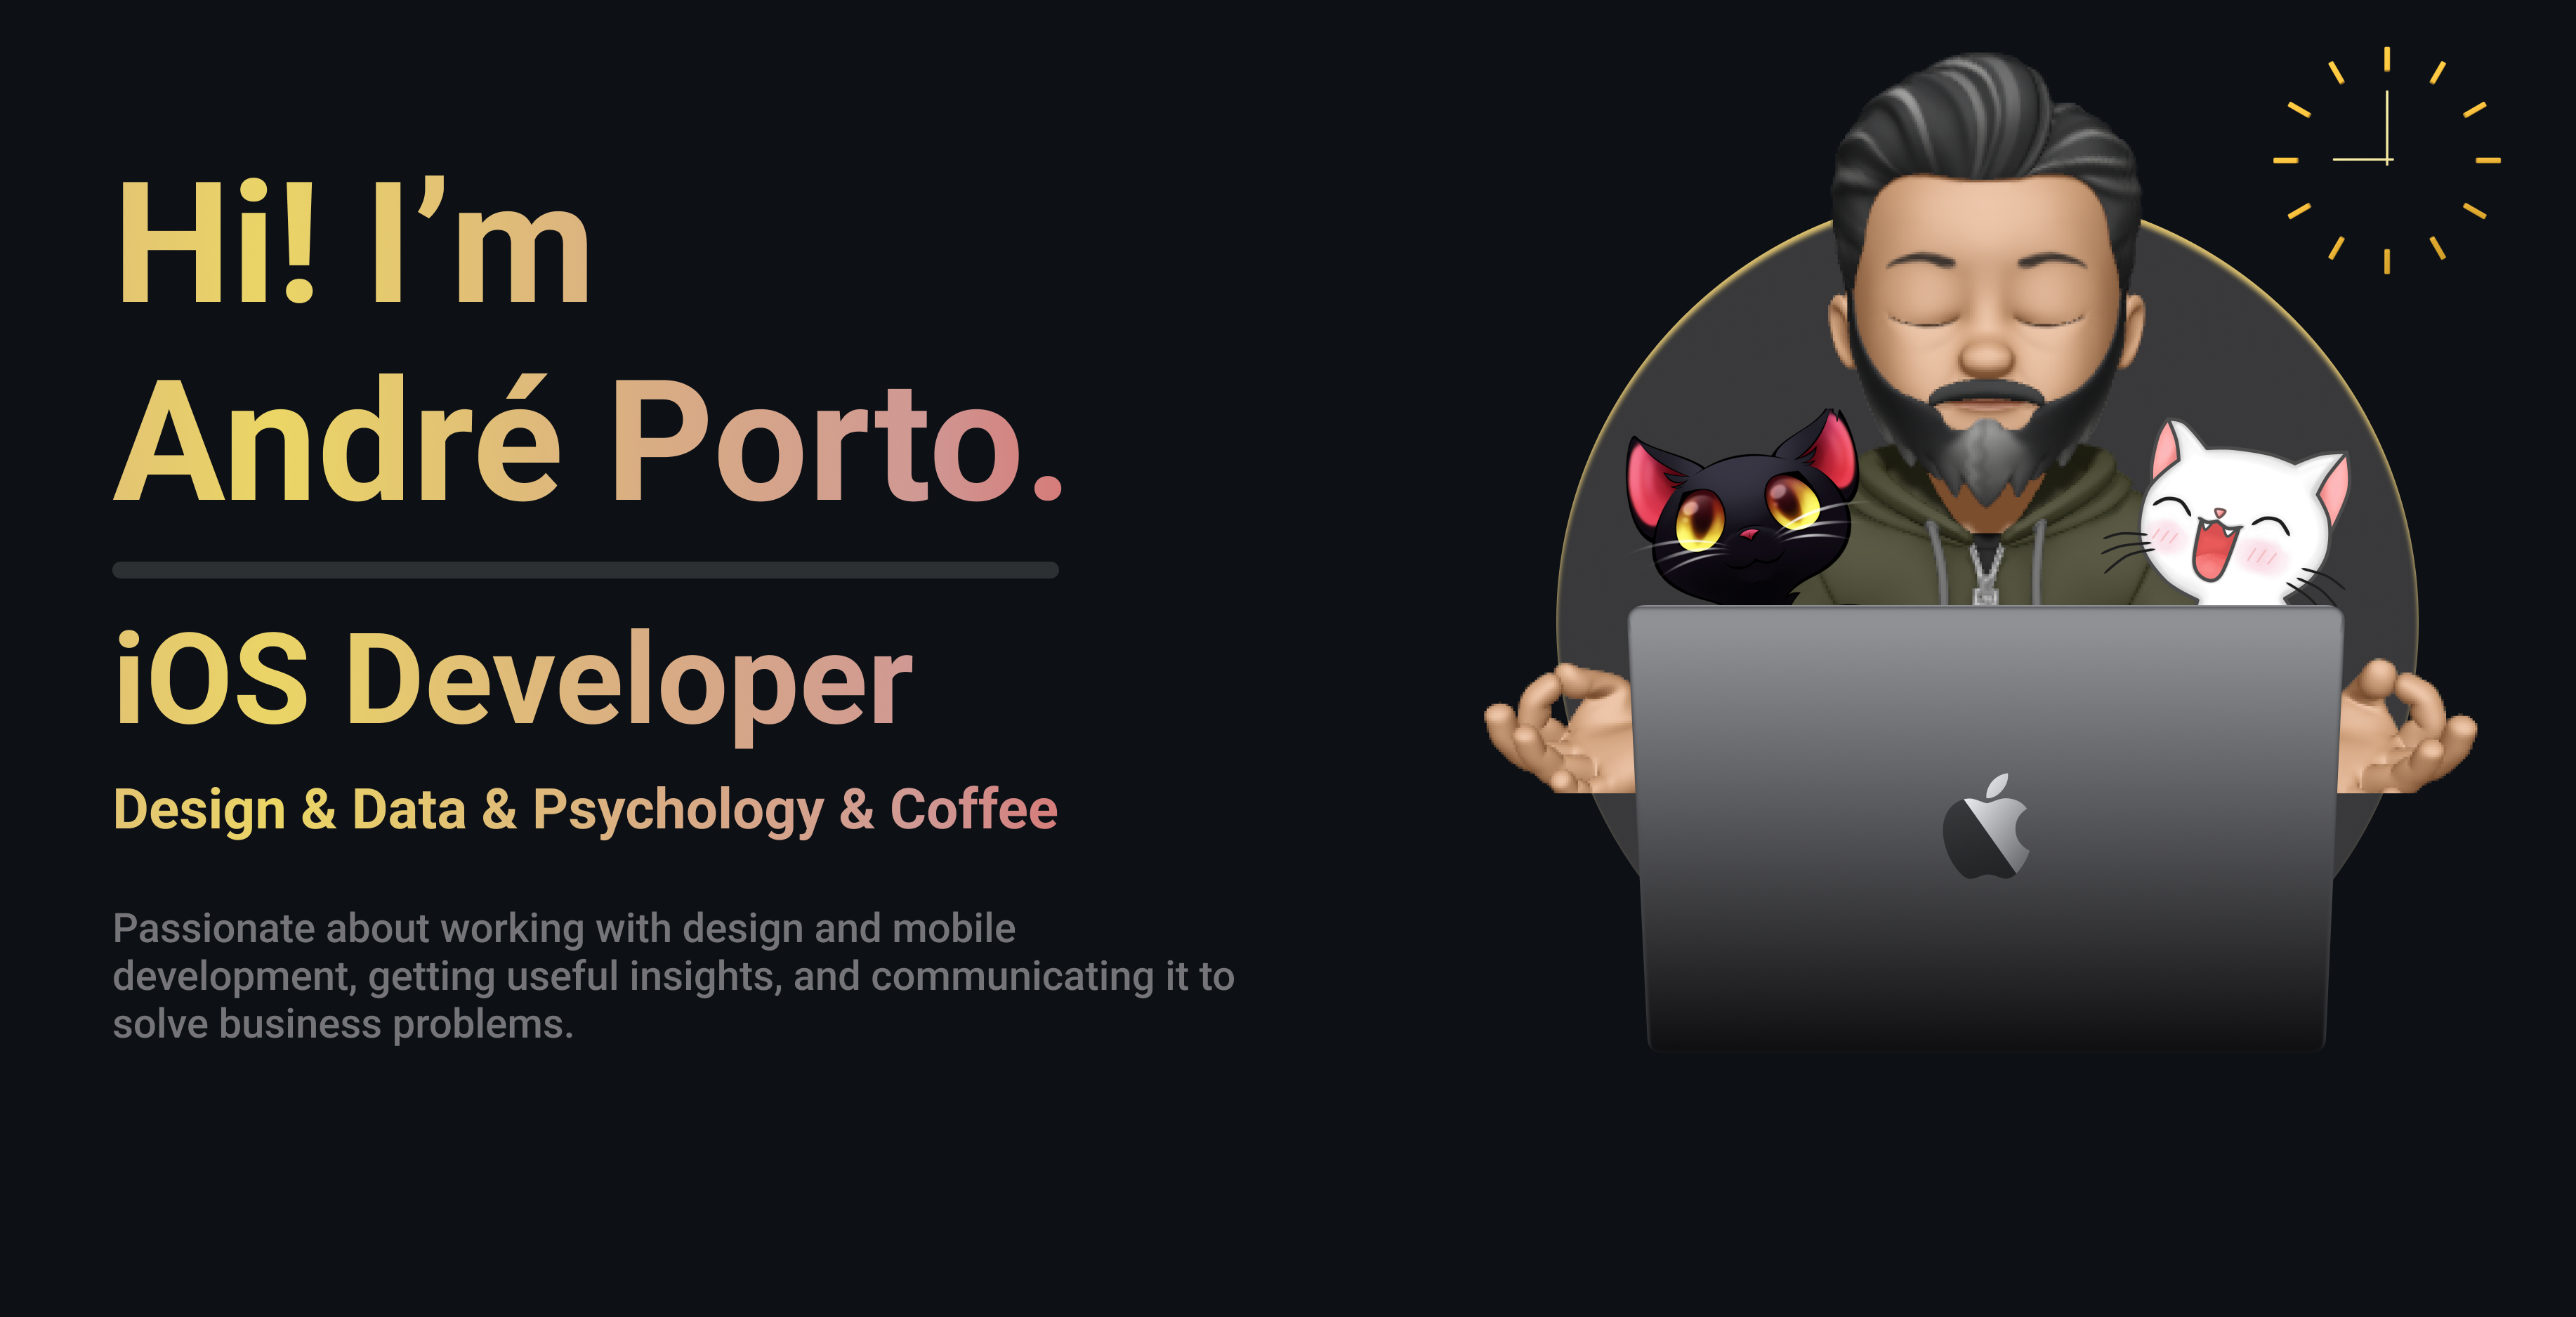 Hi! I’m
André Porto.
iOS Developer
Design & Data & Psychology & Coffee
Passionate about working with design and mobile
development, getting useful insights, and communicating it to
solve business problems.